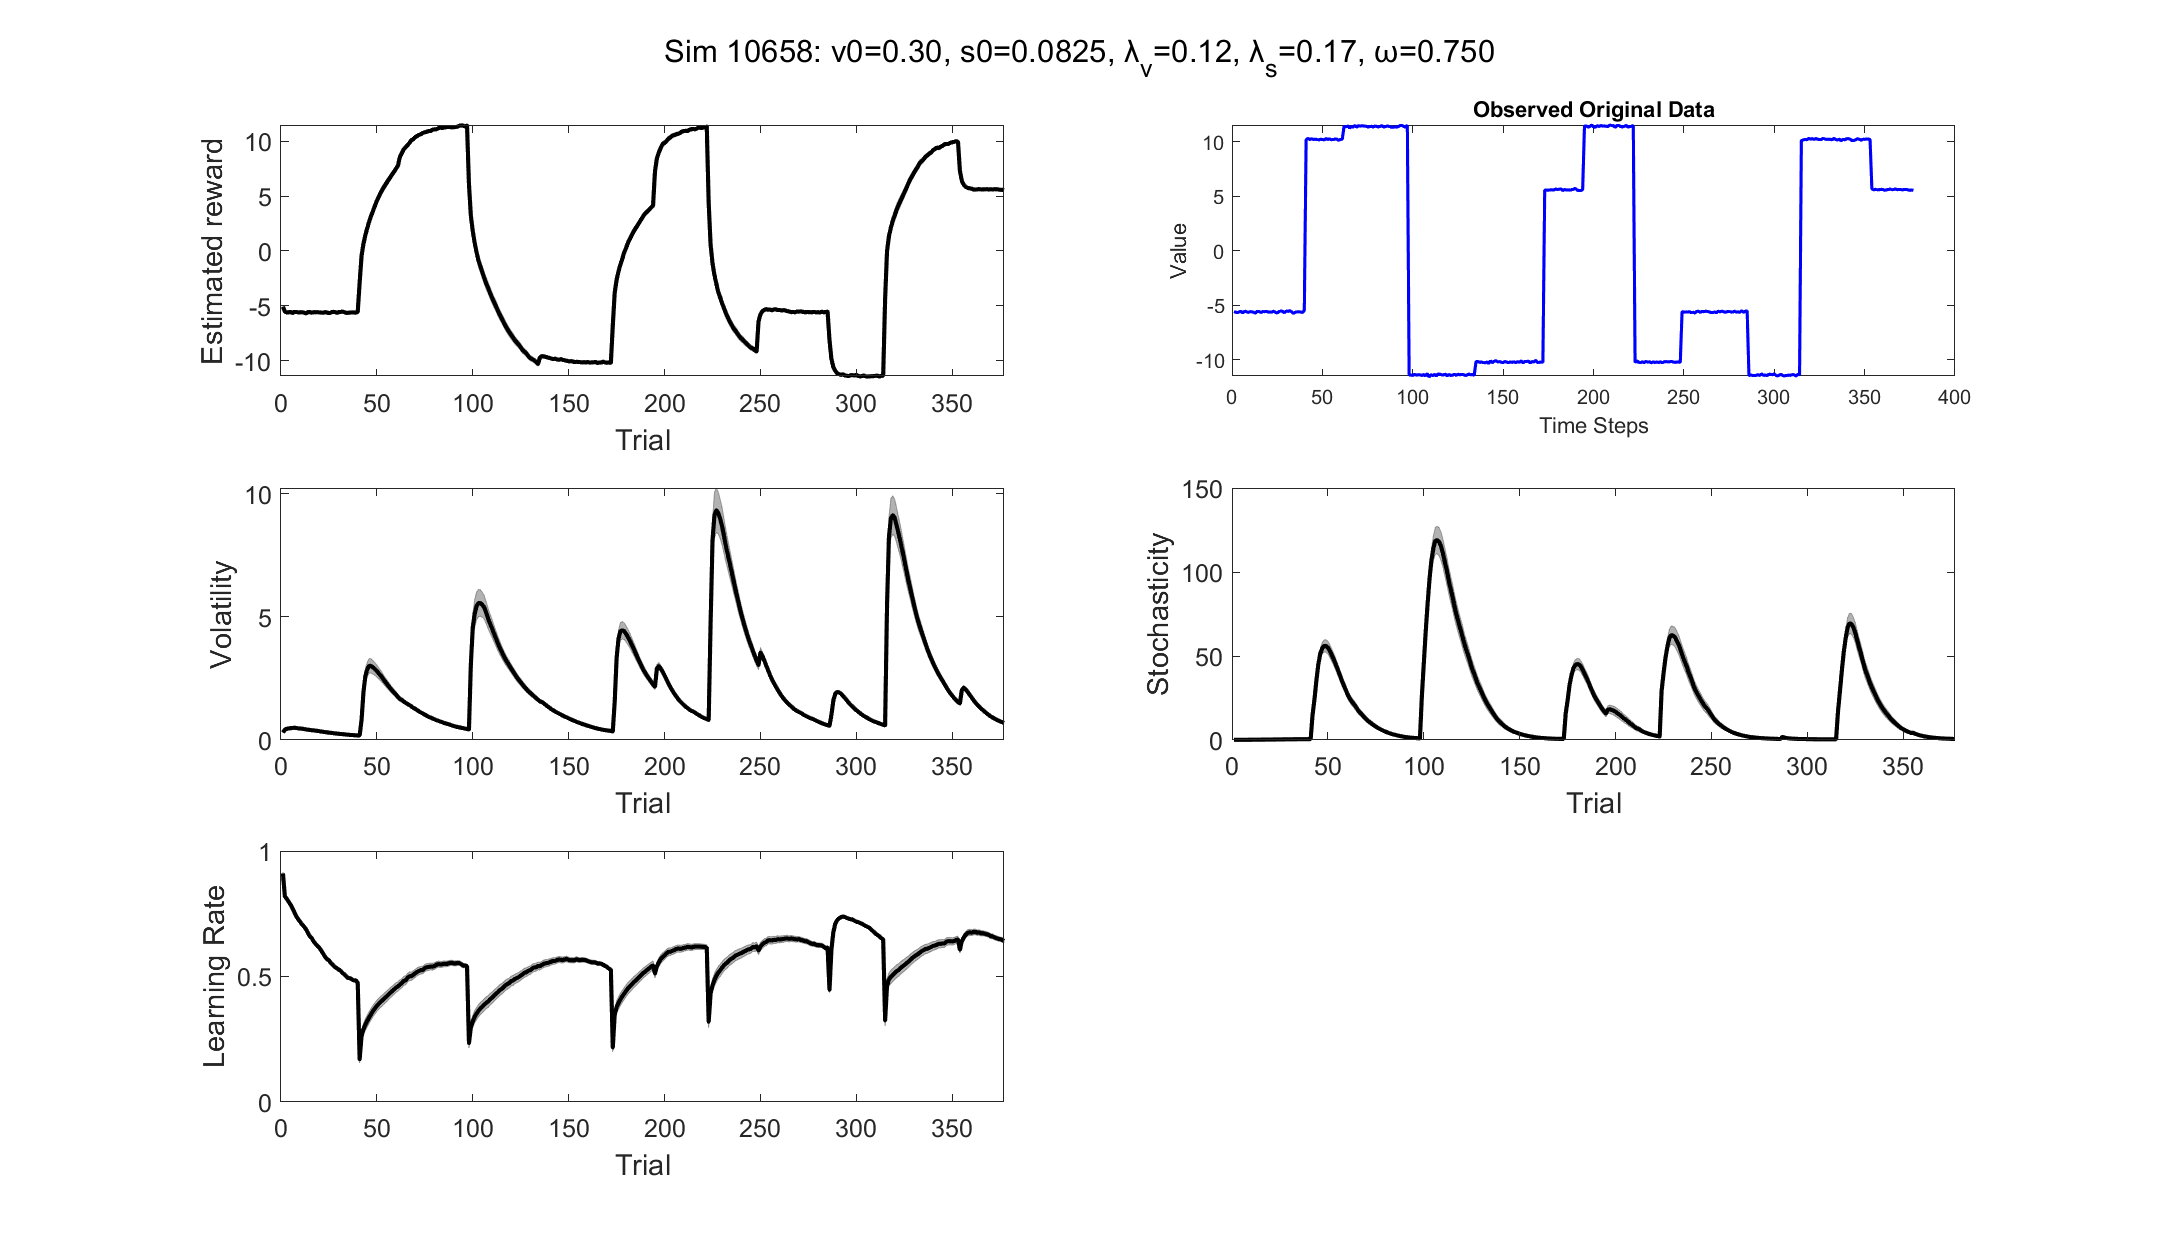 Sim 10658: v0=0.30, s0=0.0825, λ_v=0.12, λ_s=0.17, ω=0.750
Estimated reward
10
5
0
-5
-10
0 50 100 150 200 250 300 350
Trial
Observed Original Data
Value
10
5
0
-5
-10
0 50 100 150 200 250 300 350 400
Time Steps
Volatility
10
5
0
0 50 100 150 200 250 300 350
Trial
Stochasticity
150
100
50
0
0 50 100 150 200 250 300 350
Trial
Learning Rate
1
0.5
0
0 50 100 150 200 250 300 350
Trial